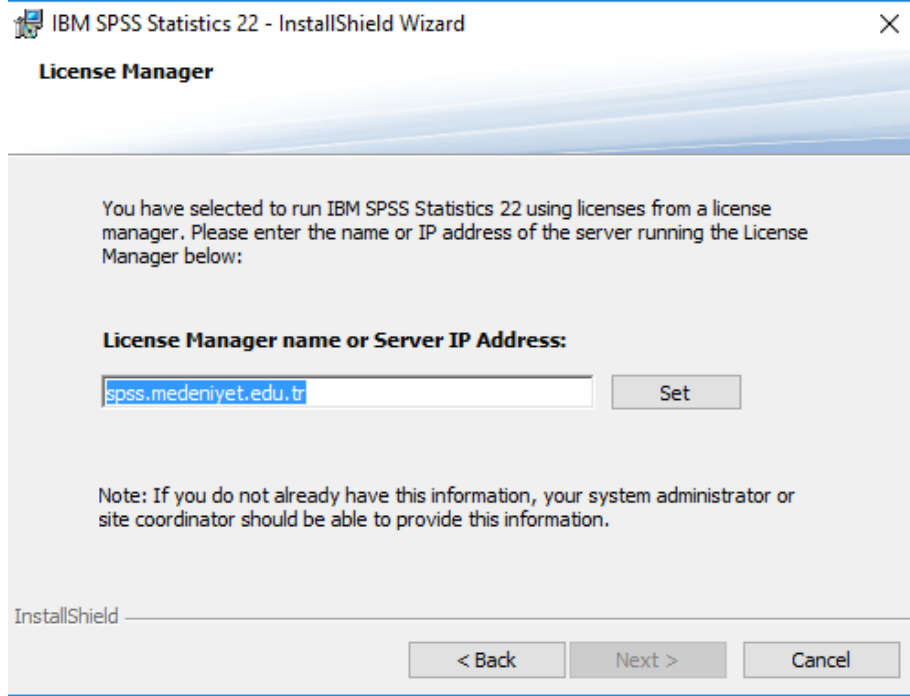 IBM SPSS Statistics 22 - InstallShield Wizard
License Manager
You have selected to run IBM SPSS Statistics 22 using licenses from a license
manager. Please enter the name or IP address of the server running the License
Manager below:
License Manager name or Server IP Address:
spss.medeniyet.edu.tr
Set
Note: If you do not already have this information, your system administrator or
site coordinator should be able to provide this information.
InstallShield
< Back
Next >
Cancel